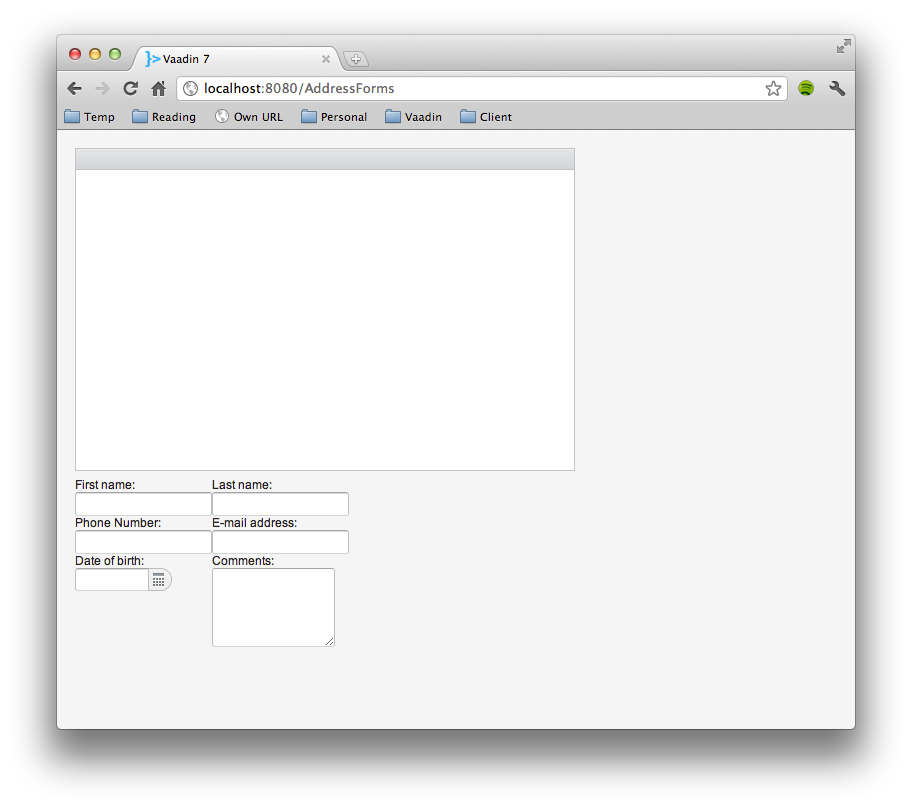 Vaadin 7
localhost:8080/AddressForms
Temp Reading Own URL Personal Vaadin Client
First name: Last name:
Phone Number: E-mail address:
Date of birth: Comments: